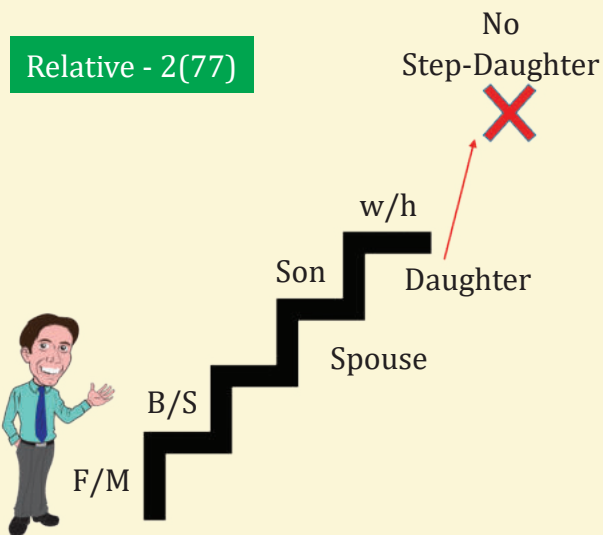 No
Step-Daughter
Relative - 2(77)
w/h
Son
Daughter
Spouse
B/S
F/M